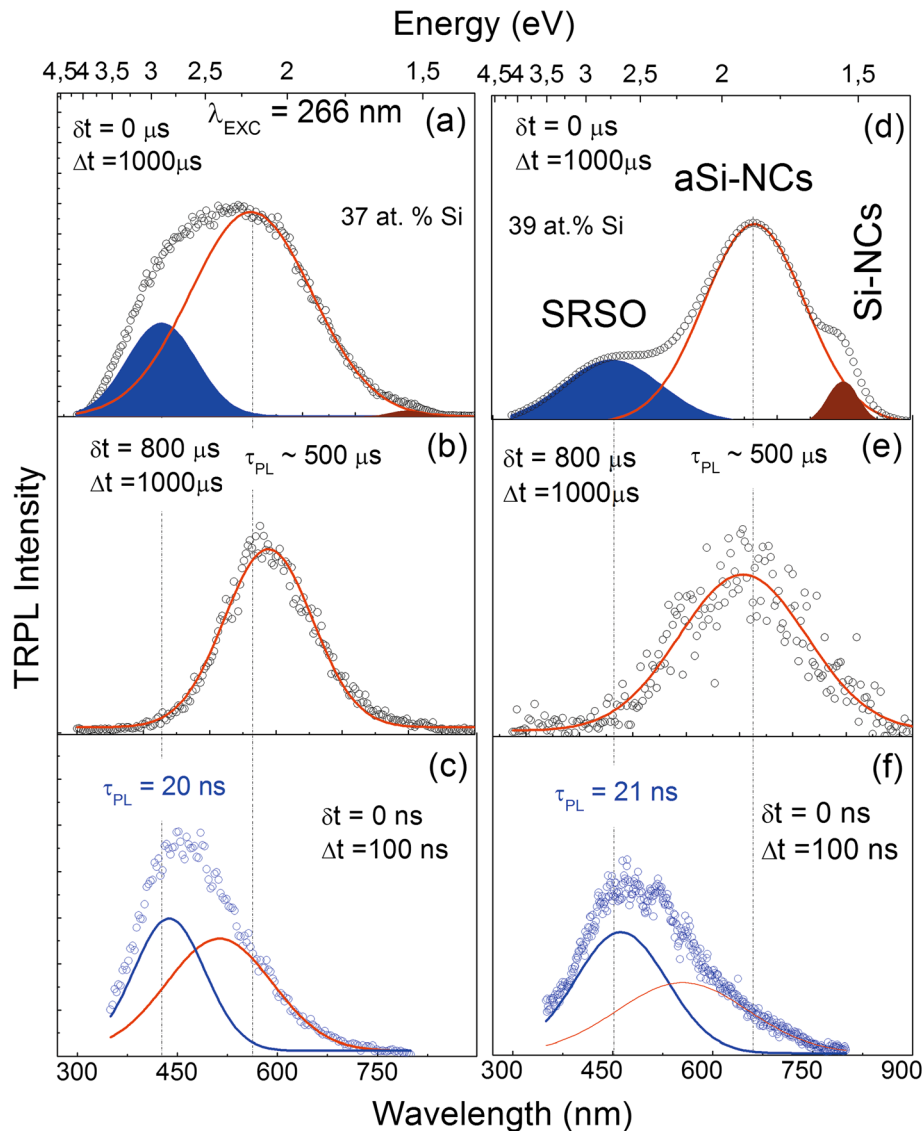 Energy (eV)
4,5 4 3,5 3 2,5 2 1,5
4,5 4 3,5 3 2,5 2 1,5
λEXC = 266 nm
(a)
δt = 0 μs
Δt =1000μs
37 at. % Si
(d)
δt = 0 μs
Δt =1000μs
aSi-NCs
39 at.% Si
SRSO
Si-NCs
(b)
δt = 800 μs
Δt =1000μs
τPL ~ 500 μs
(e)
δt = 800 μs
Δt =1000μs
τPL ~ 500 μs
TRPL Intensity
(c)
τPL = 20 ns
δt = 0 ns
Δt = 100 ns
(f)
τPL = 21 ns
δt = 0 ns
Δt = 100 ns
300 450 600 750
300 450 600 750 900
Wavelength (nm)